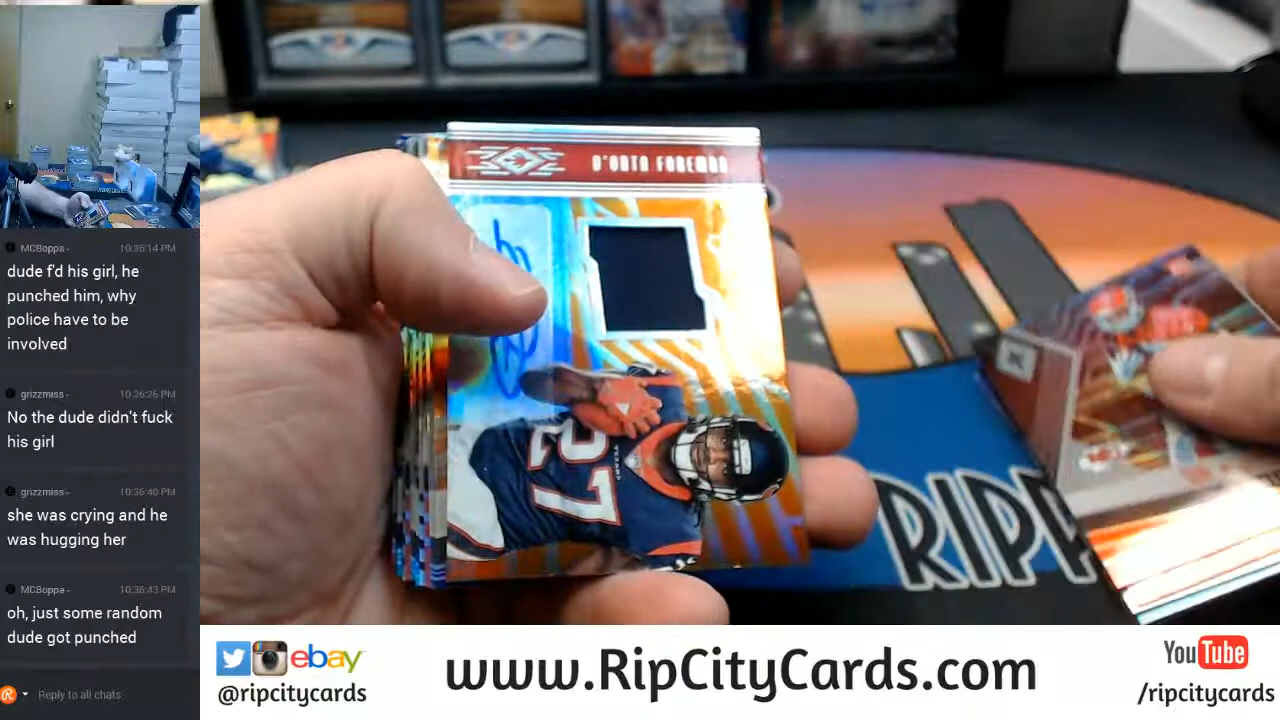 MCBoppa-
10:36:14 PM
dude f'd his girl, he
punched him, why
police have to be
involved
grizzmiss-
10:36:26 PM
No the dude didn't fuck
his girl
grizzmiss-
10:36:40 PM
she was crying and he
was hugging her
MCBoppa-
10:36:43 PM
oh, just some random
dude got punched
Reply to all chats
D'ONTA FOREMAN
27
RIPP
ebay
@ripcitycards
www.RipCityCards.com
YouTube
/ripcitycards